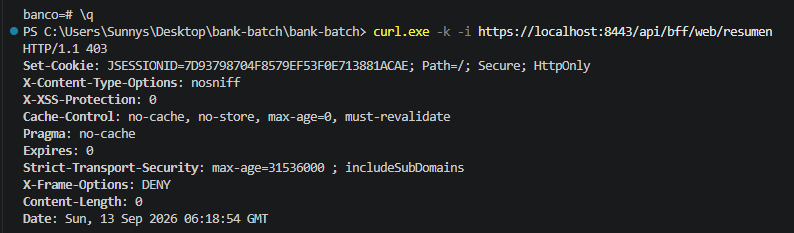 banco=# \q
PS C:\Users\Sunnys\Desktop\bank-batch\bank-batch> curl.exe -k -i https://localhost:8443/api/bff/web/resumen
HTTP/1.1 403
Set-Cookie: JSESSIONID=7D93798704F8579EF53F0E713881ACAE; Path=/; Secure; HttpOnly
X-Content-Type-Options: nosniff
X-XSS-Protection: 0
Cache-Control: no-cache, no-store, max-age=0, must-revalidate
Pragma: no-cache
Expires: 0
Strict-Transport-Security: max-age=31536000 ; includeSubDomains
X-Frame-Options: DENY
Content-Length: 0
Date: Sun, 13 Sep 2026 06:18:54 GMT